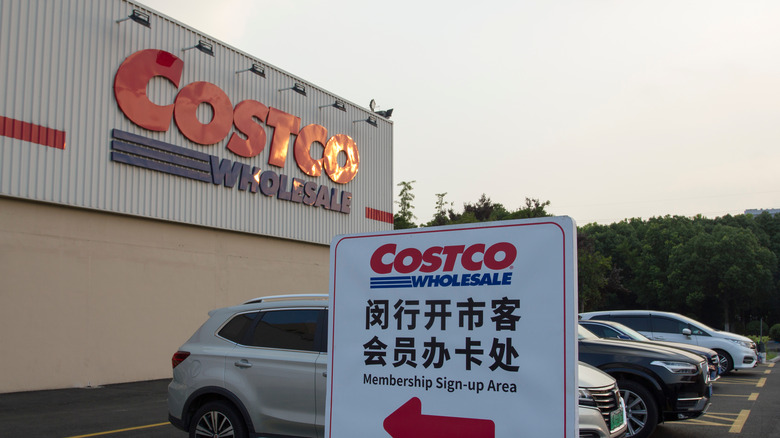 COSTCO
WHOLESALE
COSTCO
WHOLESALE
闵行开市客
会员办卡处
Membership Sign-up Area